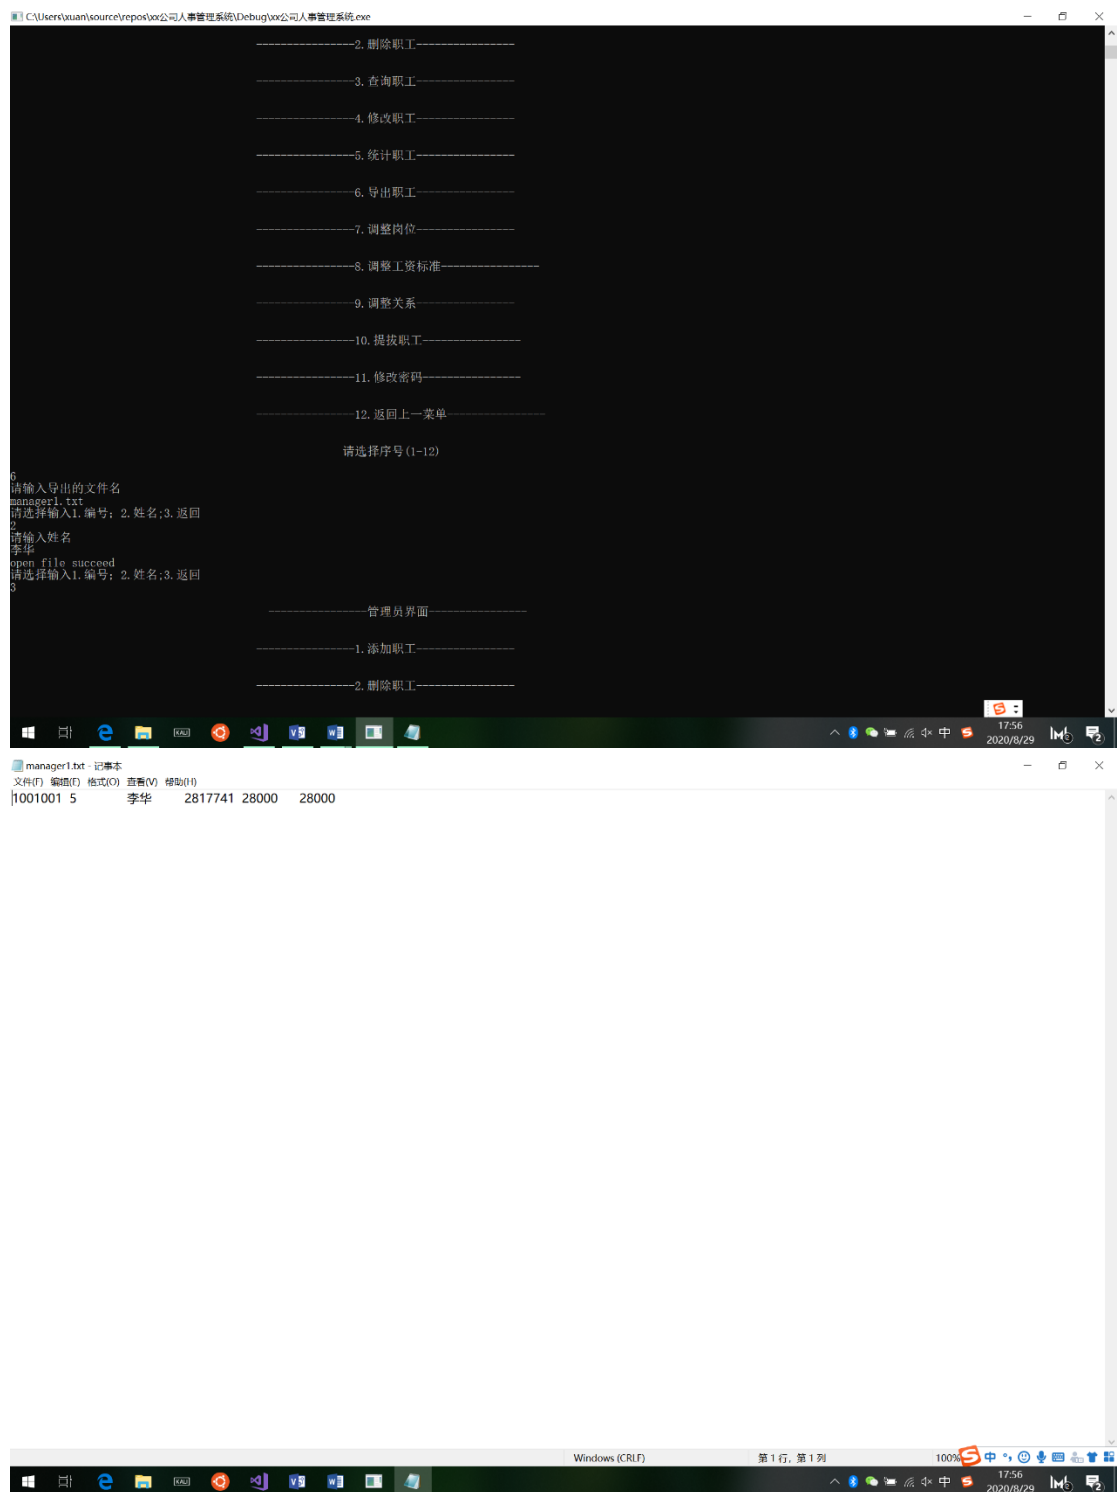 C:\Users\xuan\source\repos\xx公司人事管理系统\Debug\xx公司人事管理系统.exe
----------------2.删除职工----------------
----------------3.查询职工----------------
----------------4.修改职工----------------
----------------5.统计职工----------------
----------------6.导出职工----------------
----------------7.调整岗位----------------
----------------8.调整工资标准----------------
----------------9.调整关系----------------
----------------10.提拔职工----------------
----------------11.修改密码----------------
----------------12.返回上一菜单----------------
请选择序号(1-12)
6
请输入导出的文件名
manager1.txt
请选择输入1.编号；2.姓名;3.返回
2
请输入姓名
李华
open file succeed
请选择输入1.编号；2.姓名;3.返回
3
----------------管理员界面----------------
----------------1.添加职工----------------
----------------2.删除职工----------------
KALI
中
17:56
2020/8/29
manager1.txt - 记事本
文件(F) 编辑(E) 格式(O) 查看(V) 帮助(H)
1001001 5 李华 2817741 28000 28000
Windows (CRLF) 第 1 行, 第 1 列 100% 中
KALI
中
17:56
2020/8/29